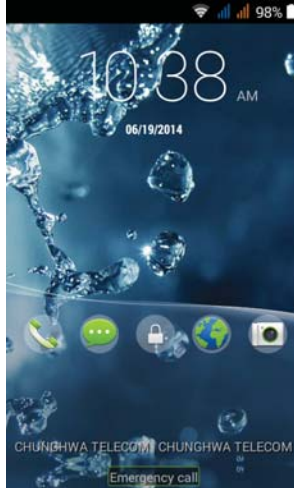 98%
10:38 AM
06/19/2014
CHUNGHWA TELECOM CHUNGHWA TELECOM
Emergency call